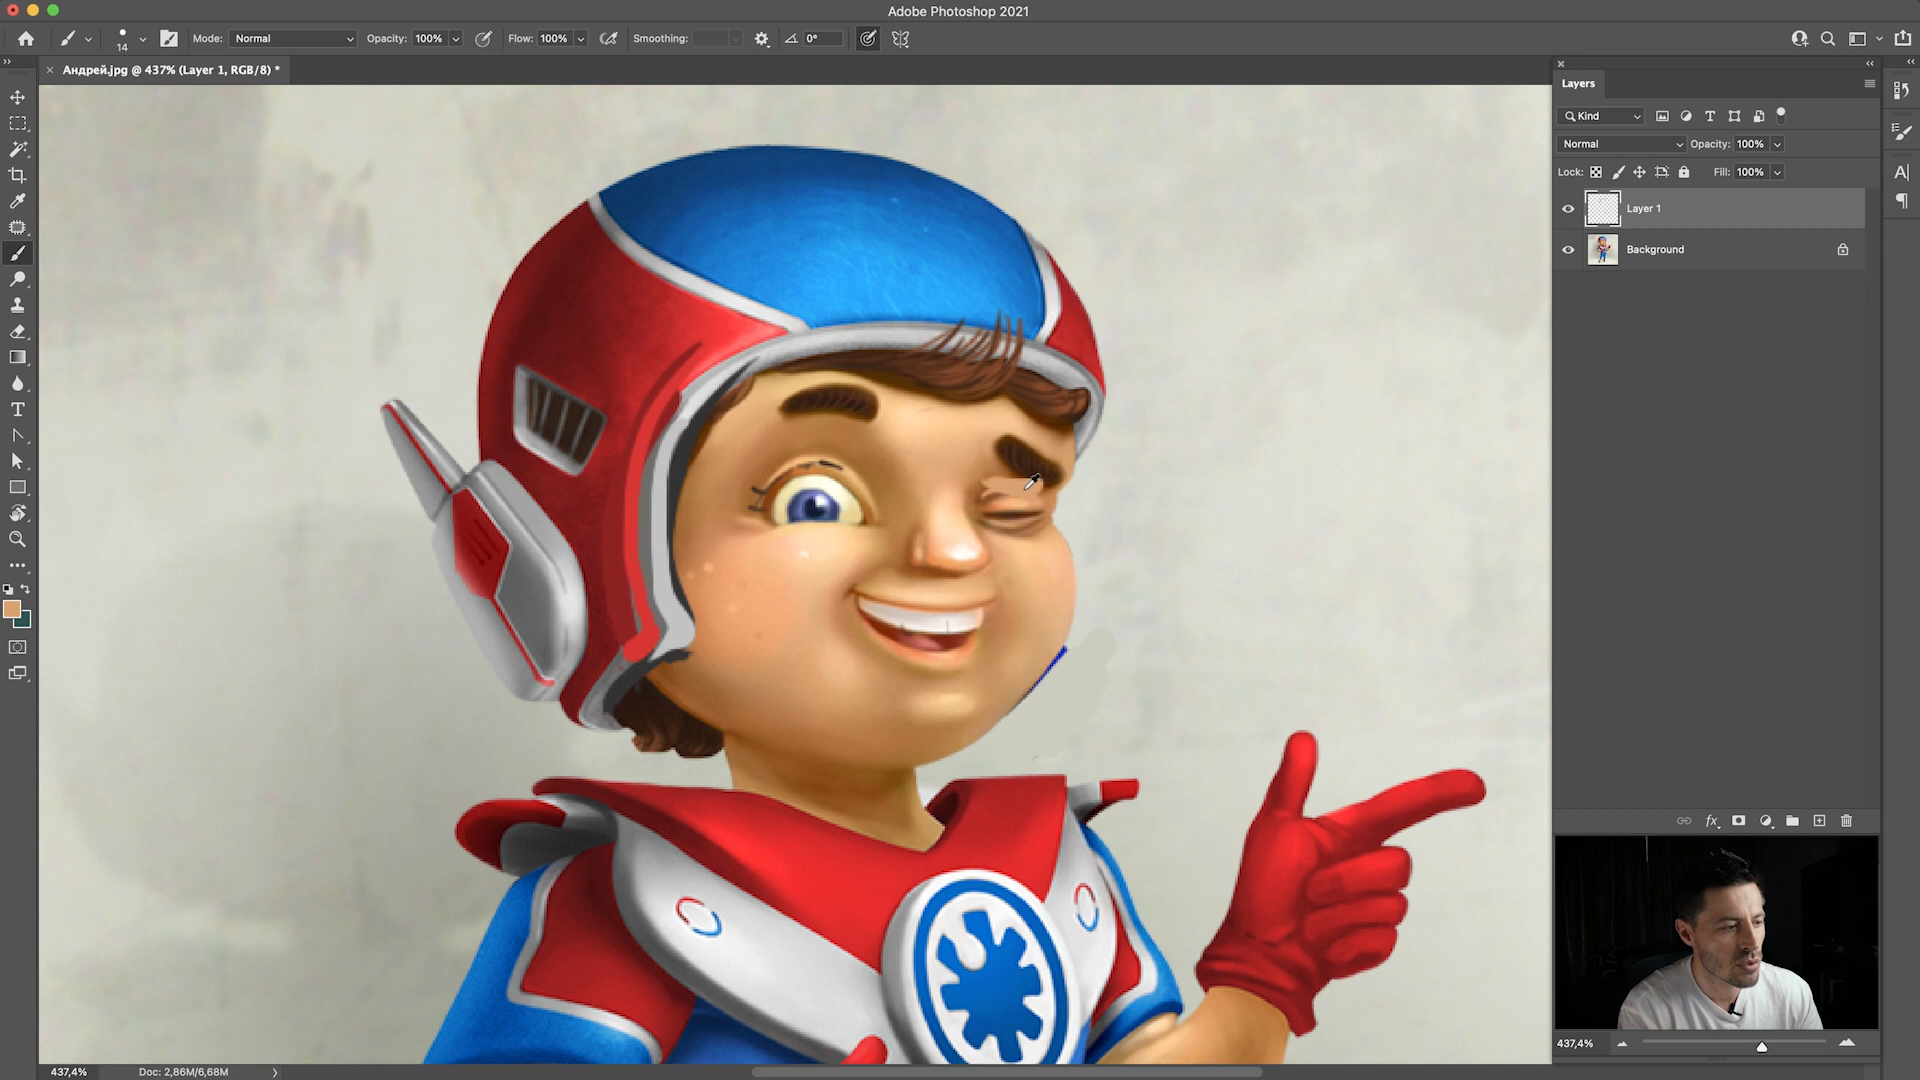 Adobe Photoshop 2021
14
Mode: Normal
Opacity: 100%
Flow: 100%
Smoothing:
0°
Андрей.jpg @ 437% (Layer 1, RGB/8) *
Layers
Kind
Normal
Opacity: 100%
Lock:
Fill: 100%
Layer 1
Background
fx
437,4%
437,4%
Doc: 2,86M/6,68M